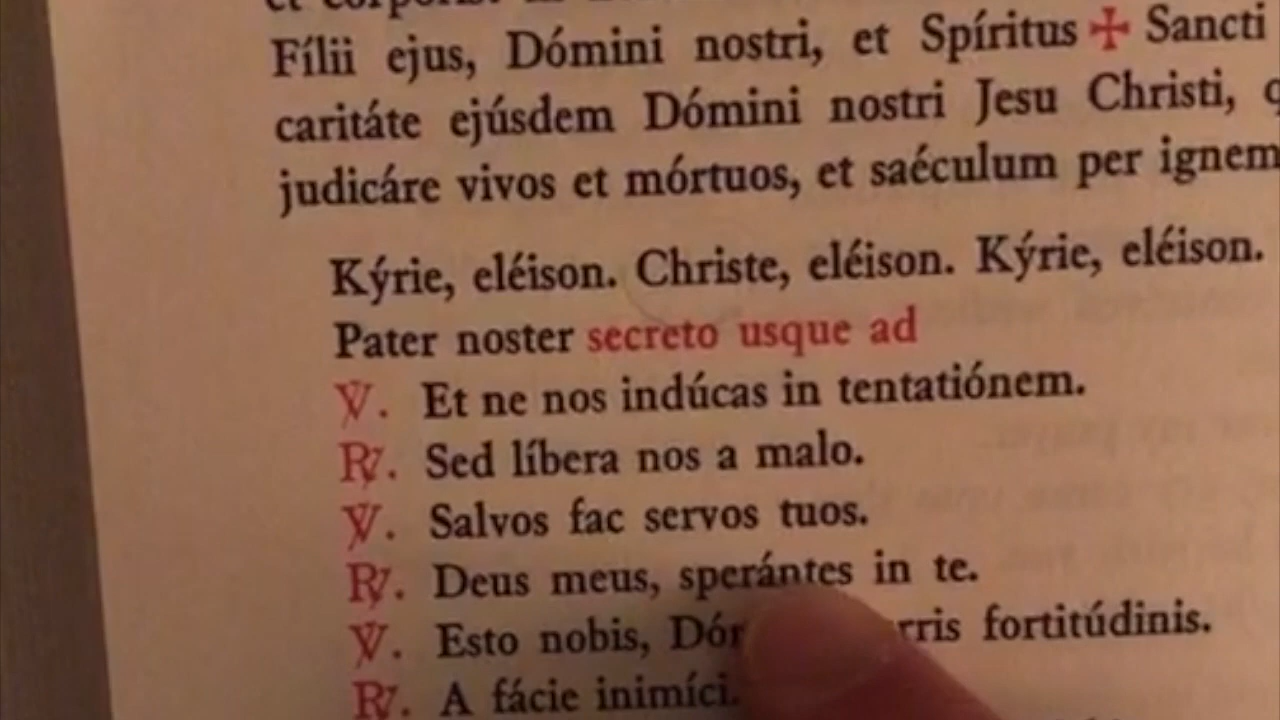 et corporis.
Fílii ejus, Dómini nostri, et Spíritus ✠ Sancti
caritáte ejúsdem Dómini nostri Jesu Christi,
judicáre vivos et mórtuos, et saéculum per ignem
Kýrie, eléison. Christe, eléison. Kýrie, eléison.
Pater noster secreto usque ad
℣. Et ne nos indúcas in tentatiónem.
℟. Sed líbera nos a malo.
℣. Salvos fac servos tuos.
℟. Deus meus, sperántes in te.
℣. Esto nobis, fortitúdinis.
℟. A fácie inimíci.